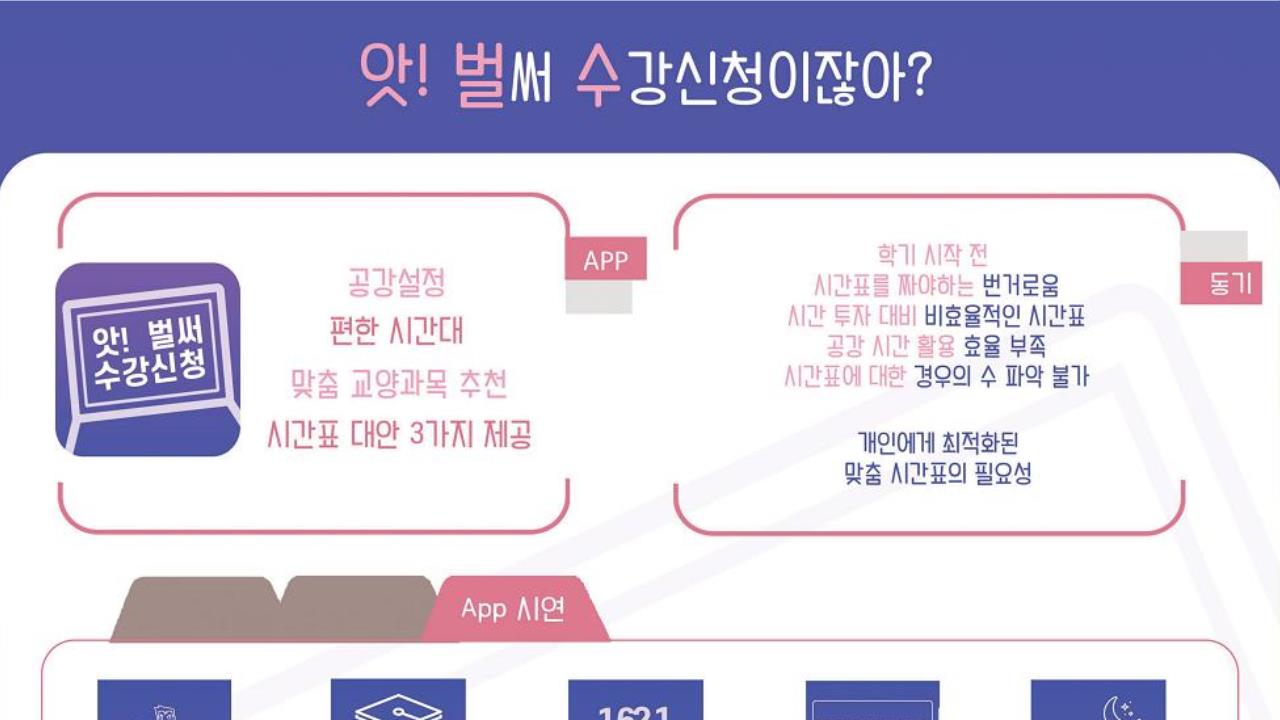 앗! 벌써 수강신청이잖아?
앗! 벌써
수강신청
공강설정
편한 시간대
맞춤 교양과목 추천
시간표 대안 3가지 제공
APP
학기 시작 전
시간표를 짜야하는 번거로움
시간 투자 대비 비효율적인 시간표
공강 시간 활용 효율 부족
시간표에 대한 경우의 수 파악 불가
개인에게 최적화된
맞춤 시간표의 필요성
동기
App 시연
1621